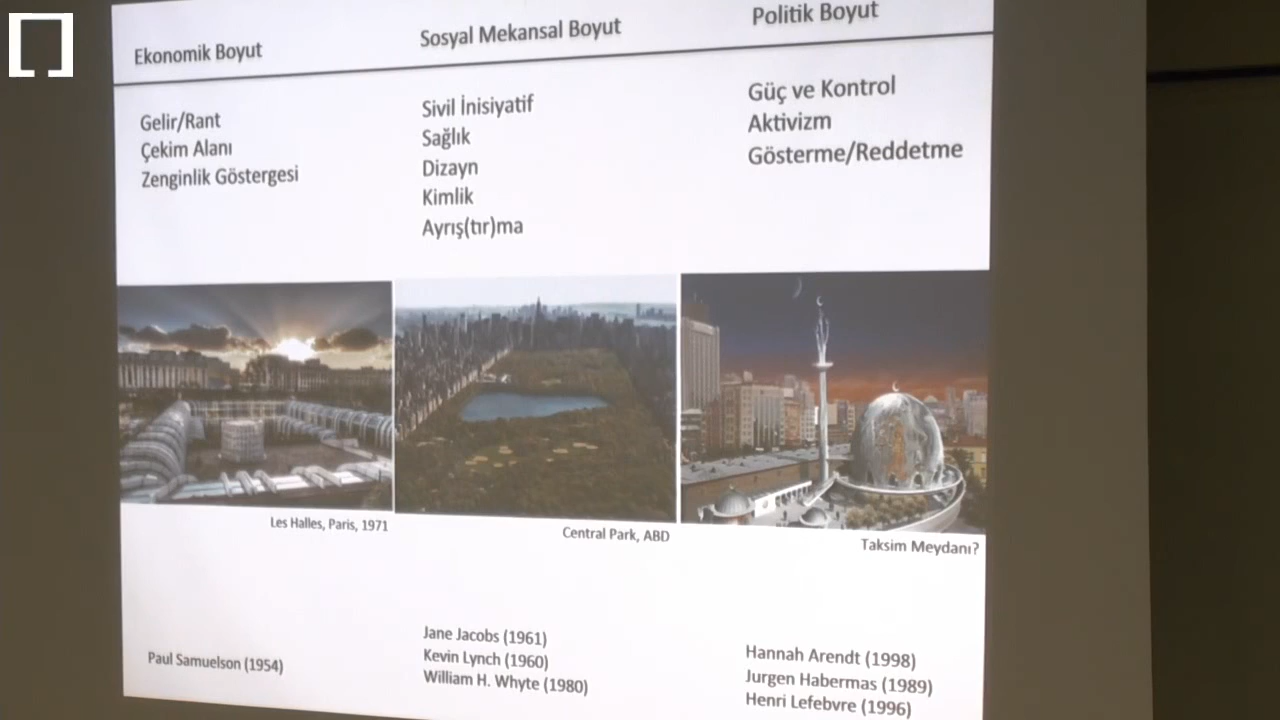 Ekonomik Boyut
Sosyal Mekansal Boyut
Politik Boyut
Gelir/Rant
Çekim Alanı
Zenginlik Göstergesi
Sivil İnisiyatif
Sağlık
Dizayn
Kimlik
Ayrış(tır)ma
Güç ve Kontrol
Aktivizm
Gösterme/Reddetme
Les Halles, Paris, 1971
Central Park, ABD
Taksim Meydanı?
Paul Samuelson (1954)
Jane Jacobs (1961)
Kevin Lynch (1960)
William H. Whyte (1980)
Hannah Arendt (1998)
Jurgen Habermas (1989)
Henri Lefebvre (1996)